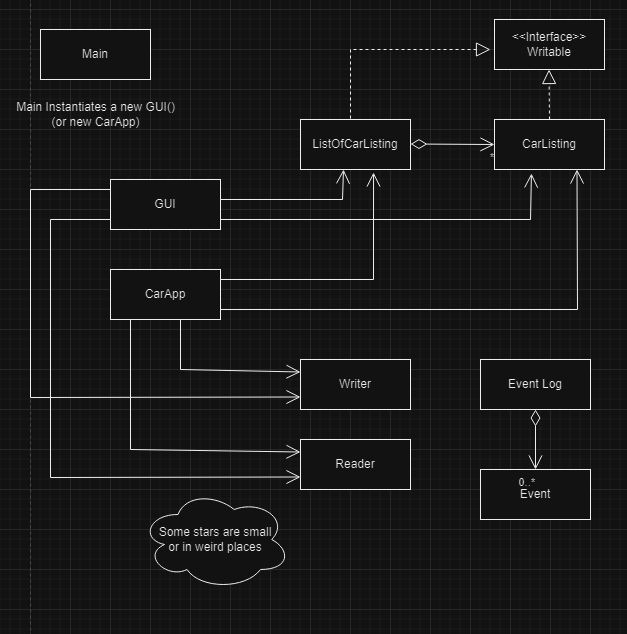 Main
<<Interface>>
Writable
Main Instantiates a new GUI()
(or new CarApp)
ListOfCarListing
CarListing
*
GUI
CarApp
Writer
Event Log
Reader
0..*
Event
Some stars are small
or in weird places